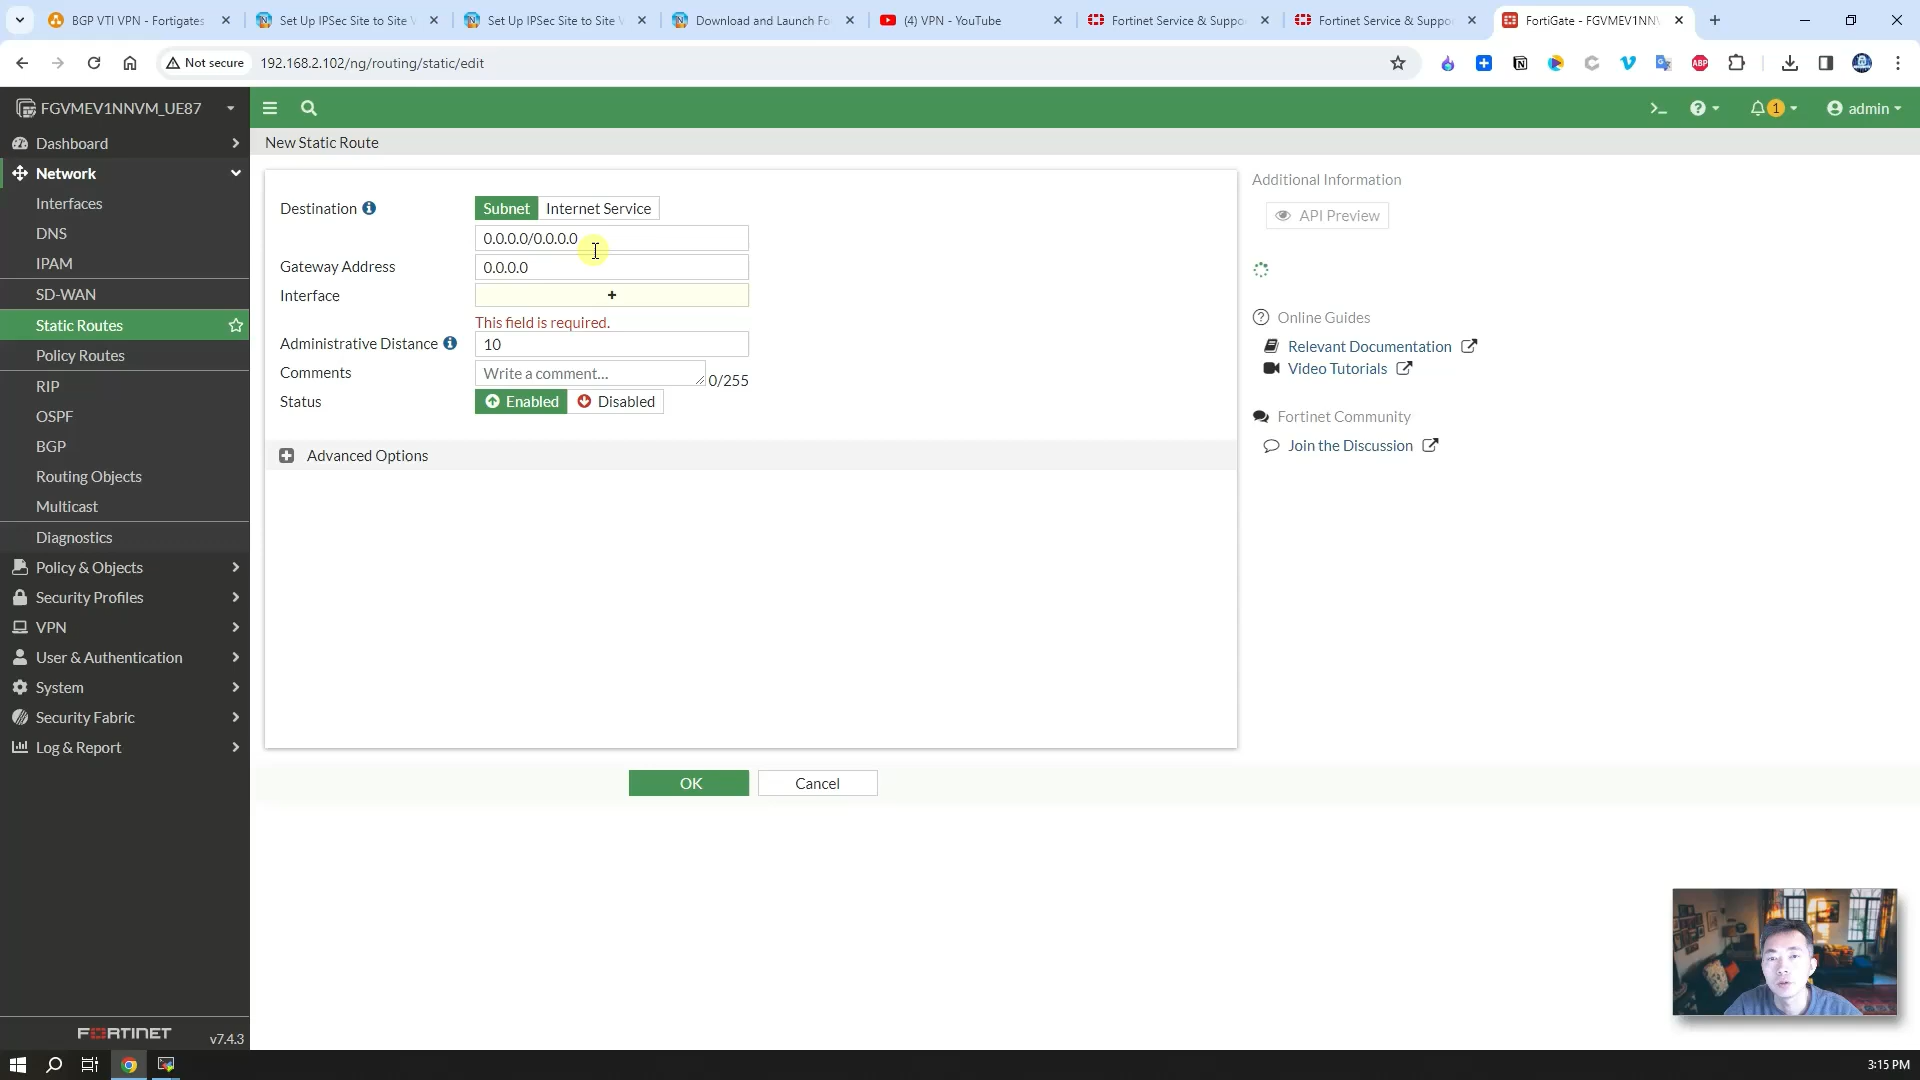 BGP VTI VPN - Fortigates
Set Up IPSec Site to Site V
Set Up IPSec Site to Site V
Download and Launch Fo
(4) VPN - YouTube
Fortinet Service & Suppo
Fortinet Service & Suppo
FortiGate - FGVMEV1NNV
Not secure
192.168.2.102/ng/routing/static/edit
FGVMEV1NNVM_UE87
1
admin
Dashboard
Network
Interfaces
DNS
IPAM
SD-WAN
Static Routes
Policy Routes
RIP
OSPF
BGP
Routing Objects
Multicast
Diagnostics
Policy & Objects
Security Profiles
VPN
User & Authentication
System
Security Fabric
Log & Report
FORTINET
v7.4.3
New Static Route
Destination
Subnet
Internet Service
0.0.0.0/0.0.0.0
Gateway Address
0.0.0.0
Interface
+
This field is required.
Administrative Distance
10
Comments
Write a comment...
0/255
Status
Enabled
Disabled
Advanced Options
OK
Cancel
Additional Information
API Preview
Online Guides
Relevant Documentation
Video Tutorials
Fortinet Community
Join the Discussion
ABP
3:15 PM